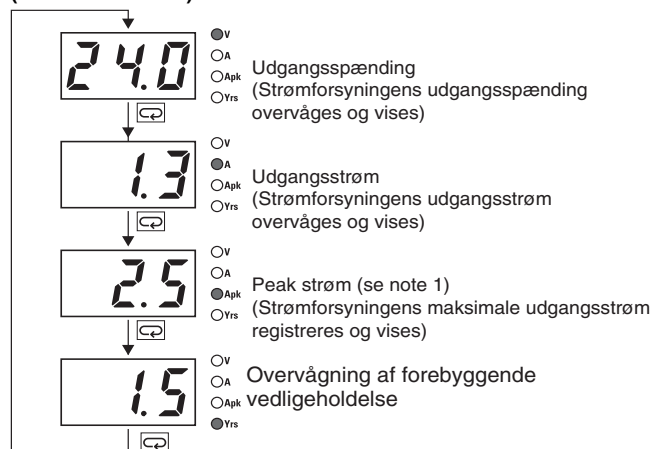 24.0
V
A
Apk
Yrs
Udgangsspænding
(Strømforsyningens udgangsspænding
overvåges og vises)
1.3
V
A
Apk
Yrs
Udgangsstrøm
(Strømforsyningens udgangsstrøm
overvåges og vises)
2.5
V
A
Apk
Yrs
Peak strøm (se note 1)
(Strømforsyningens maksimale udgangsstrøm
registreres og vises)
1.5
V
A
Apk
Yrs
Overvågning af forebyggende
vedligeholdelse